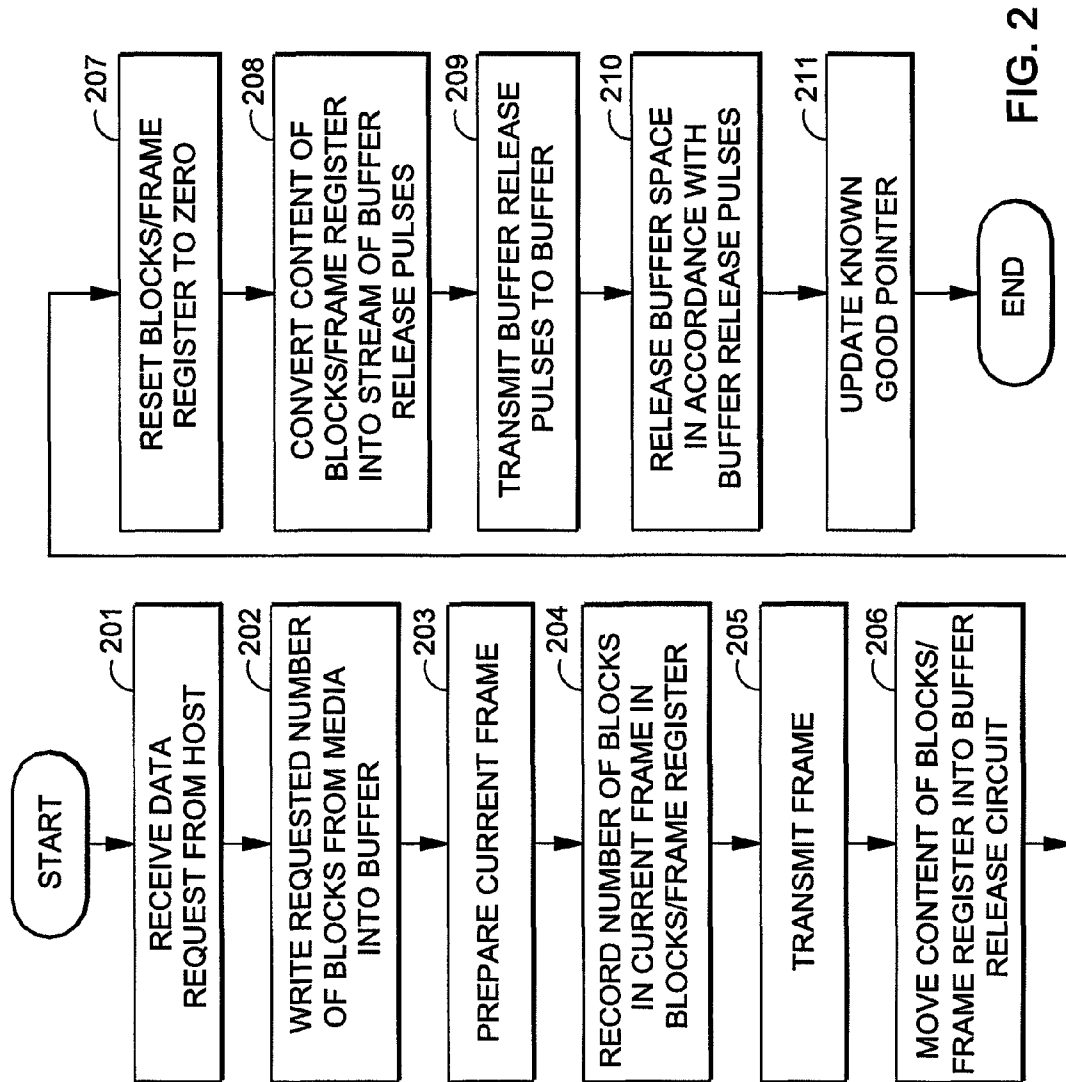 START
201
RECEIVE DATA
REQUEST FROM HOST
202
WRITE REQUESTED NUMBER
OF BLOCKS FROM MEDIA
INTO BUFFER
203
PREPARE CURRENT FRAME
204
RECORD NUMBER OF BLOCKS
IN CURRENT FRAME IN
BLOCKS/FRAME REGISTER
205
TRANSMIT FRAME
206
MOVE CONTENT OF BLOCKS/
FRAME REGISTER INTO BUFFER
RELEASE CIRCUIT
207
RESET BLOCKS/FRAME
REGISTER TO ZERO
208
CONVERT CONTENT OF
BLOCKS/FRAME REGISTER
INTO STREAM OF BUFFER
RELEASE PULSES
209
TRANSMIT BUFFER RELEASE
PULSES TO BUFFER
210
RELEASE BUFFER SPACE
IN ACCORDANCE WITH
BUFFER RELEASE PULSES
211
UPDATE KNOWN
GOOD POINTER
END
FIG. 2